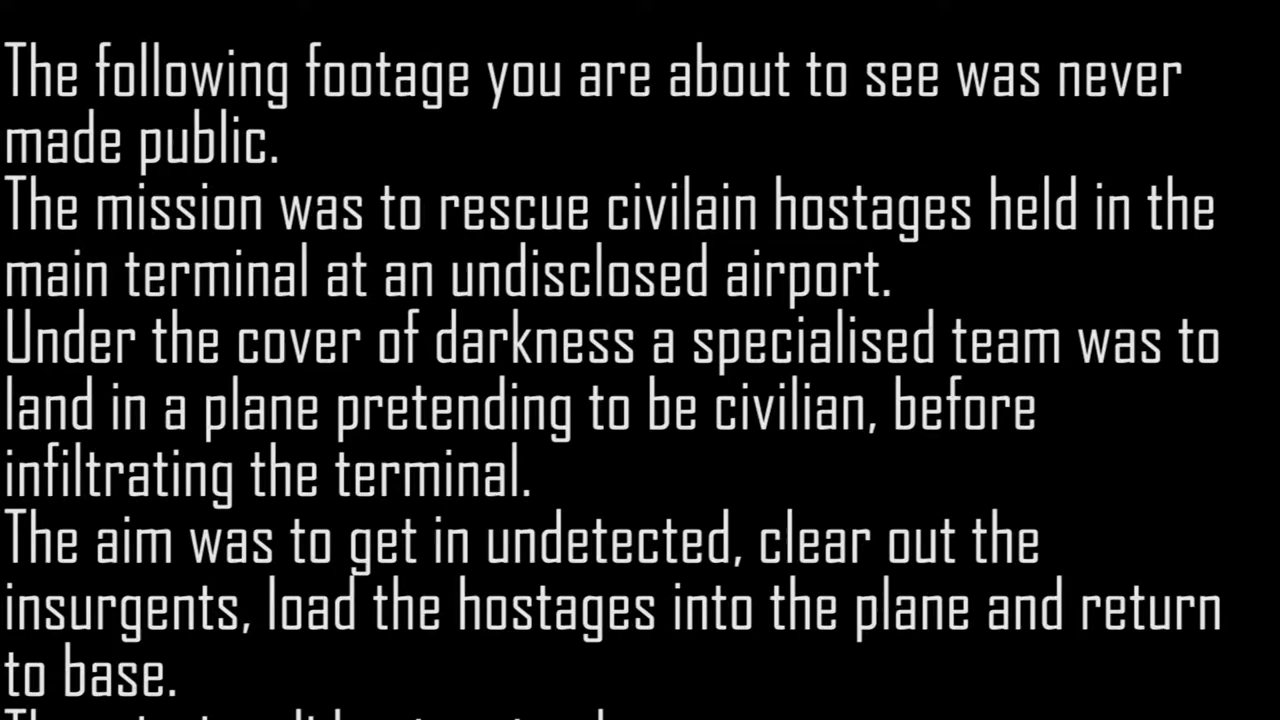 The following footage you are about to see was never
made public.
The mission was to rescue civilain hostages held in the
main terminal at an undisclosed airport.
Under the cover of darkness a specialised team was to
land in a plane pretending to be civilian, before
infiltrating the terminal.
The aim was to get in undetected, clear out the
insurgents, load the hostages into the plane and return
to base.